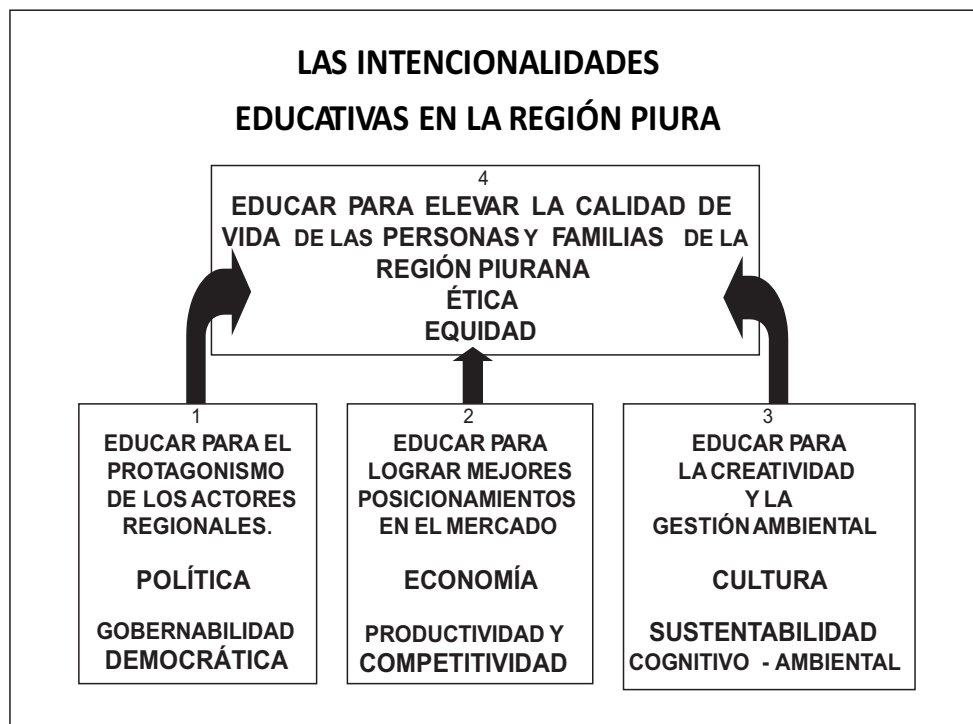 LAS INTENCIONALIDADES
EDUCATIVAS EN LA REGIÓN PIURA
4
EDUCAR PARA ELEVAR LA CALIDAD DE
VIDA DE LAS PERSONAS Y FAMILIAS DE LA
REGIÓN PIURANA
ÉTICA
EQUIDAD
1
EDUCAR PARA EL
PROTAGONISMO
DE LOS ACTORES
REGIONALES.
POLÍTICA
GOBERNABILIDAD
DEMOCRÁTICA
2
EDUCAR PARA
LOGRAR MEJORES
POSICIONAMIENTOS
EN EL MERCADO
ECONOMÍA
PRODUCTIVIDAD Y
COMPETITIVIDAD
3
EDUCAR PARA
LA CREATIVIDAD
Y LA
GESTIÓN AMBIENTAL
CULTURA
SUSTENTABILIDAD
COGNITIVO - AMBIENTAL